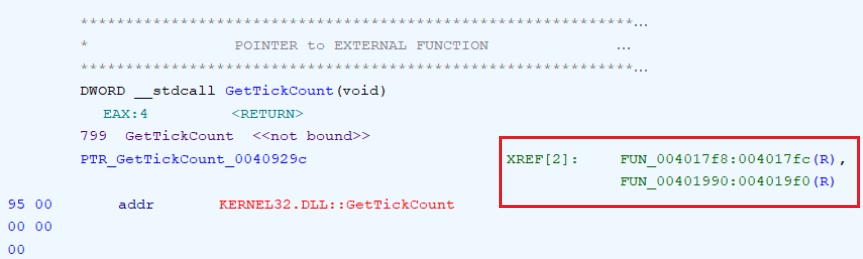 ************************************************************...
* POINTER to EXTERNAL FUNCTION ...
************************************************************...
DWORD __stdcall GetTickCount(void)
EAX:4 <RETURN>
799 GetTickCount <<not bound>>
PTR_GetTickCount_0040929c XREF[2]: FUN_004017f8:004017fc(R),
FUN_00401990:004019f0(R)
95 00 addr KERNEL32.DLL::GetTickCount
00 00
00